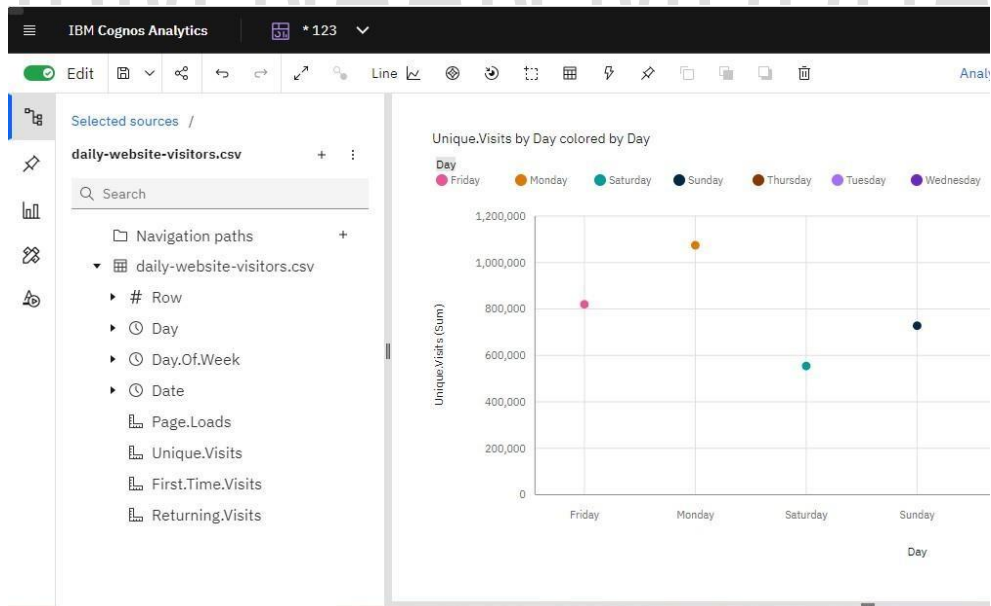 IBM Cognos Analytics
* 123
Edit
Line
Analy
Selected sources /
daily-website-visitors.csv
Search
Navigation paths
daily-website-visitors.csv
# Row
Day
Day.Of.Week
Date
Page.Loads
Unique.Visits
First.Time.Visits
Returning.Visits
Unique.Visits by Day colored by Day
Day
Friday Monday Saturday Sunday Thursday Tuesday Wednesday
Unique.Visits (Sum)
1,200,000
1,000,000
800,000
600,000
400,000
200,000
0
Friday Monday Saturday Sunday
Day